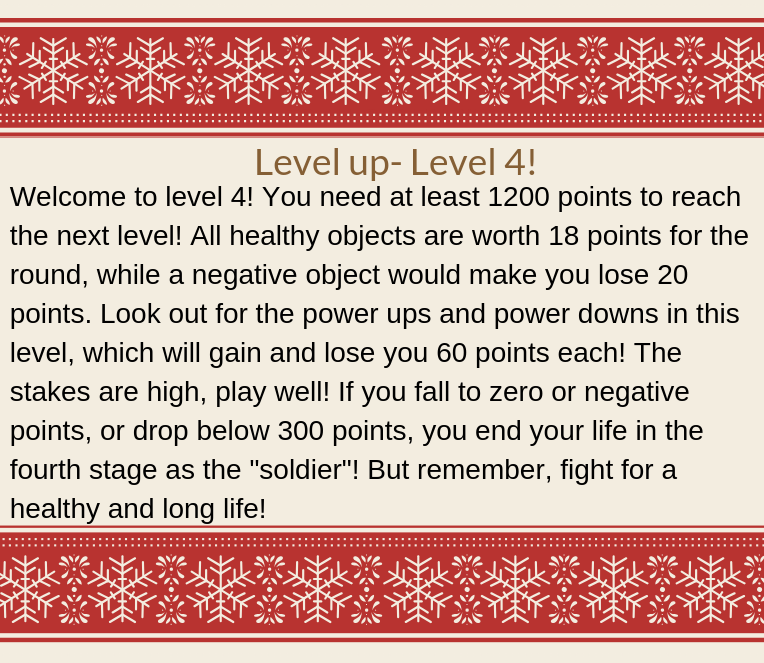 Level up- Level 4!
Welcome to level 4! You need at least 1200 points to reach
the next level! All healthy objects are worth 18 points for the
round, while a negative object would make you lose 20
points. Look out for the power ups and power downs in this
level, which will gain and lose you 60 points each! The
stakes are high, play well! If you fall to zero or negative
points, or drop below 300 points, you end your life in the
fourth stage as the "soldier"! But remember, fight for a
healthy and long life!